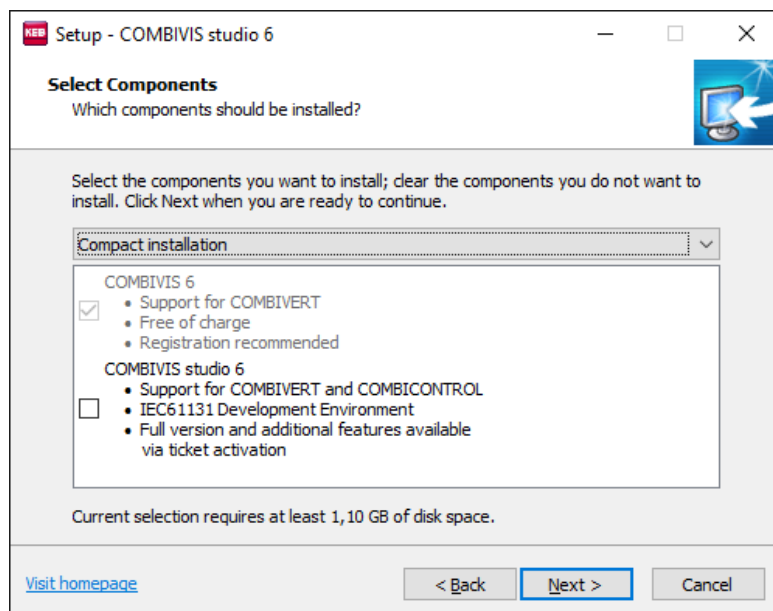 KEB Setup - COMBIVIS studio 6
Select Components
Which components should be installed?
Select the components you want to install; clear the components you do not want to
install. Click Next when you are ready to continue.
Compact installation
COMBIVIS 6
• Support for COMBIVERT
• Free of charge
• Registration recommended
COMBIVIS studio 6
• Support for COMBIVERT and COMBICONTROL
• IEC61131 Development Environment
• Full version and additional features available
via ticket activation
Current selection requires at least 1,10 GB of disk space.
Visit homepage < Back Next > Cancel